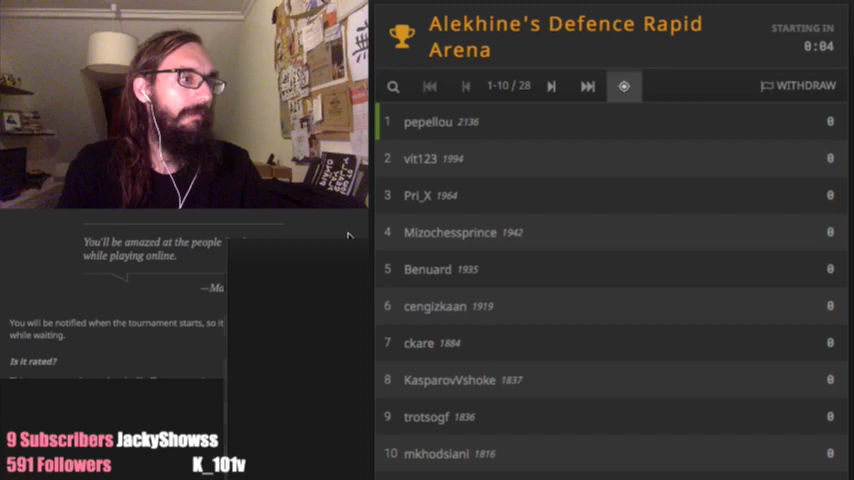 Alekhine's Defence Rapid
Arena
STARTING IN
0:04
1-10 / 28
WITHDRAW
1 pepellou 2136 0
2 vit123 1994 0
3 Pri_X 1964 0
4 Mizochessprince 1942 0
5 Benuard 1935 0
6 cengizkaan 1919 0
7 ckare 1884 0
8 KasparovVshoke 1837 0
9 trotsogf 1836 0
10 mkhodsiani 1816 0
You'll be amazed at the people
while playing online.
—Ma
You will be notified when the tournament starts, so it
while waiting.
Is it rated?
9 Subscribers JackyShowss
591 Followers K_101v